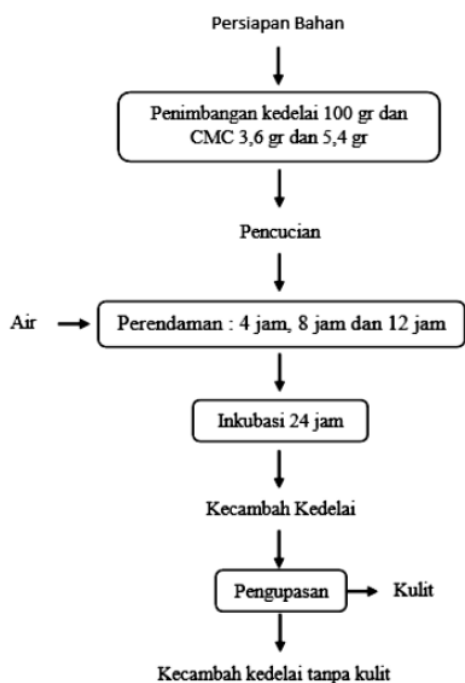 Persiapan Bahan
Penimbangan kedelai 100 gr dan
CMC 3,6 gr dan 5,4 gr
Pencucian
Air
Perendaman : 4 jam, 8 jam dan 12 jam
Inkubasi 24 jam
Kecambah Kedelai
Pengupasan
Kulit
Kecambah kedelai tanpa kulit